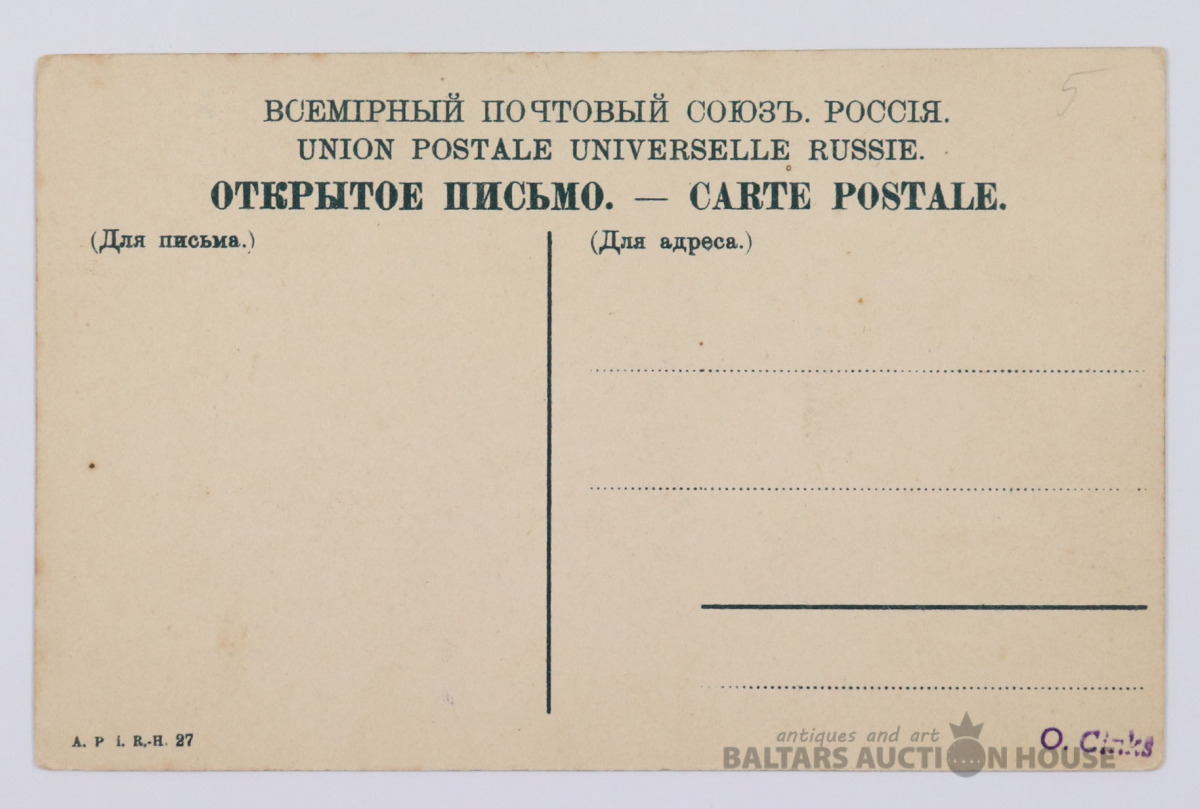 5
ВСЕМІРНЫЙ ПОЧТОВЫЙ СОЮЗЪ. РОССІЯ.
UNION POSTALE UNIVERSELLE RUSSIE.
ОТКРЫТОЕ ПИСЬМО. — CARTE POSTALE.
(Для письма.)
(Для адреса.)
A. P i. R.-H. 27
O. Cinks
antiques and art
BALTARS AUCTION HOUSE